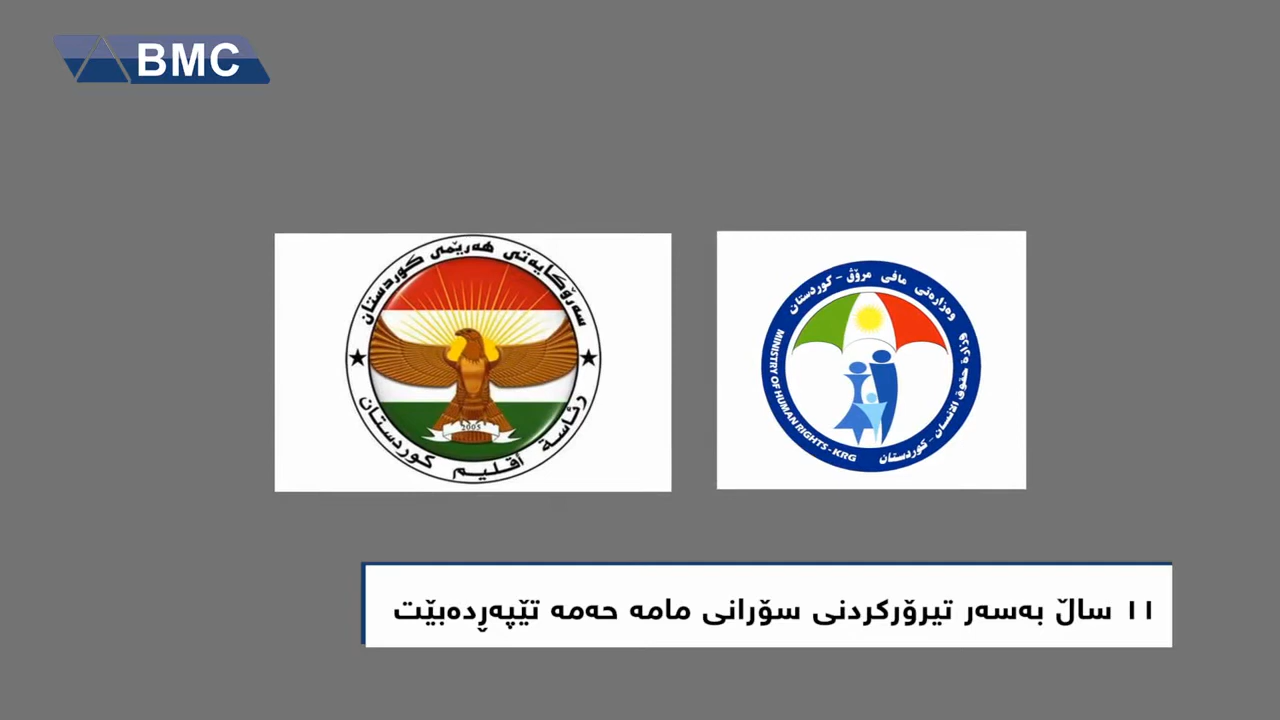 BMC
سەرۆکایەتی هەرێمی کوردستان
رئاسة أقليم كوردستان
2005
وەزارەتی مافی مرۆڤ - کوردستان
وزارة حقوق الانسان - كوردستان
MINISTRY OF HUMAN RIGHTS - KRG
١١ ساڵ بەسەر تیرۆرکردنی سۆرانی مامە حەمە تێپەڕدەبێت